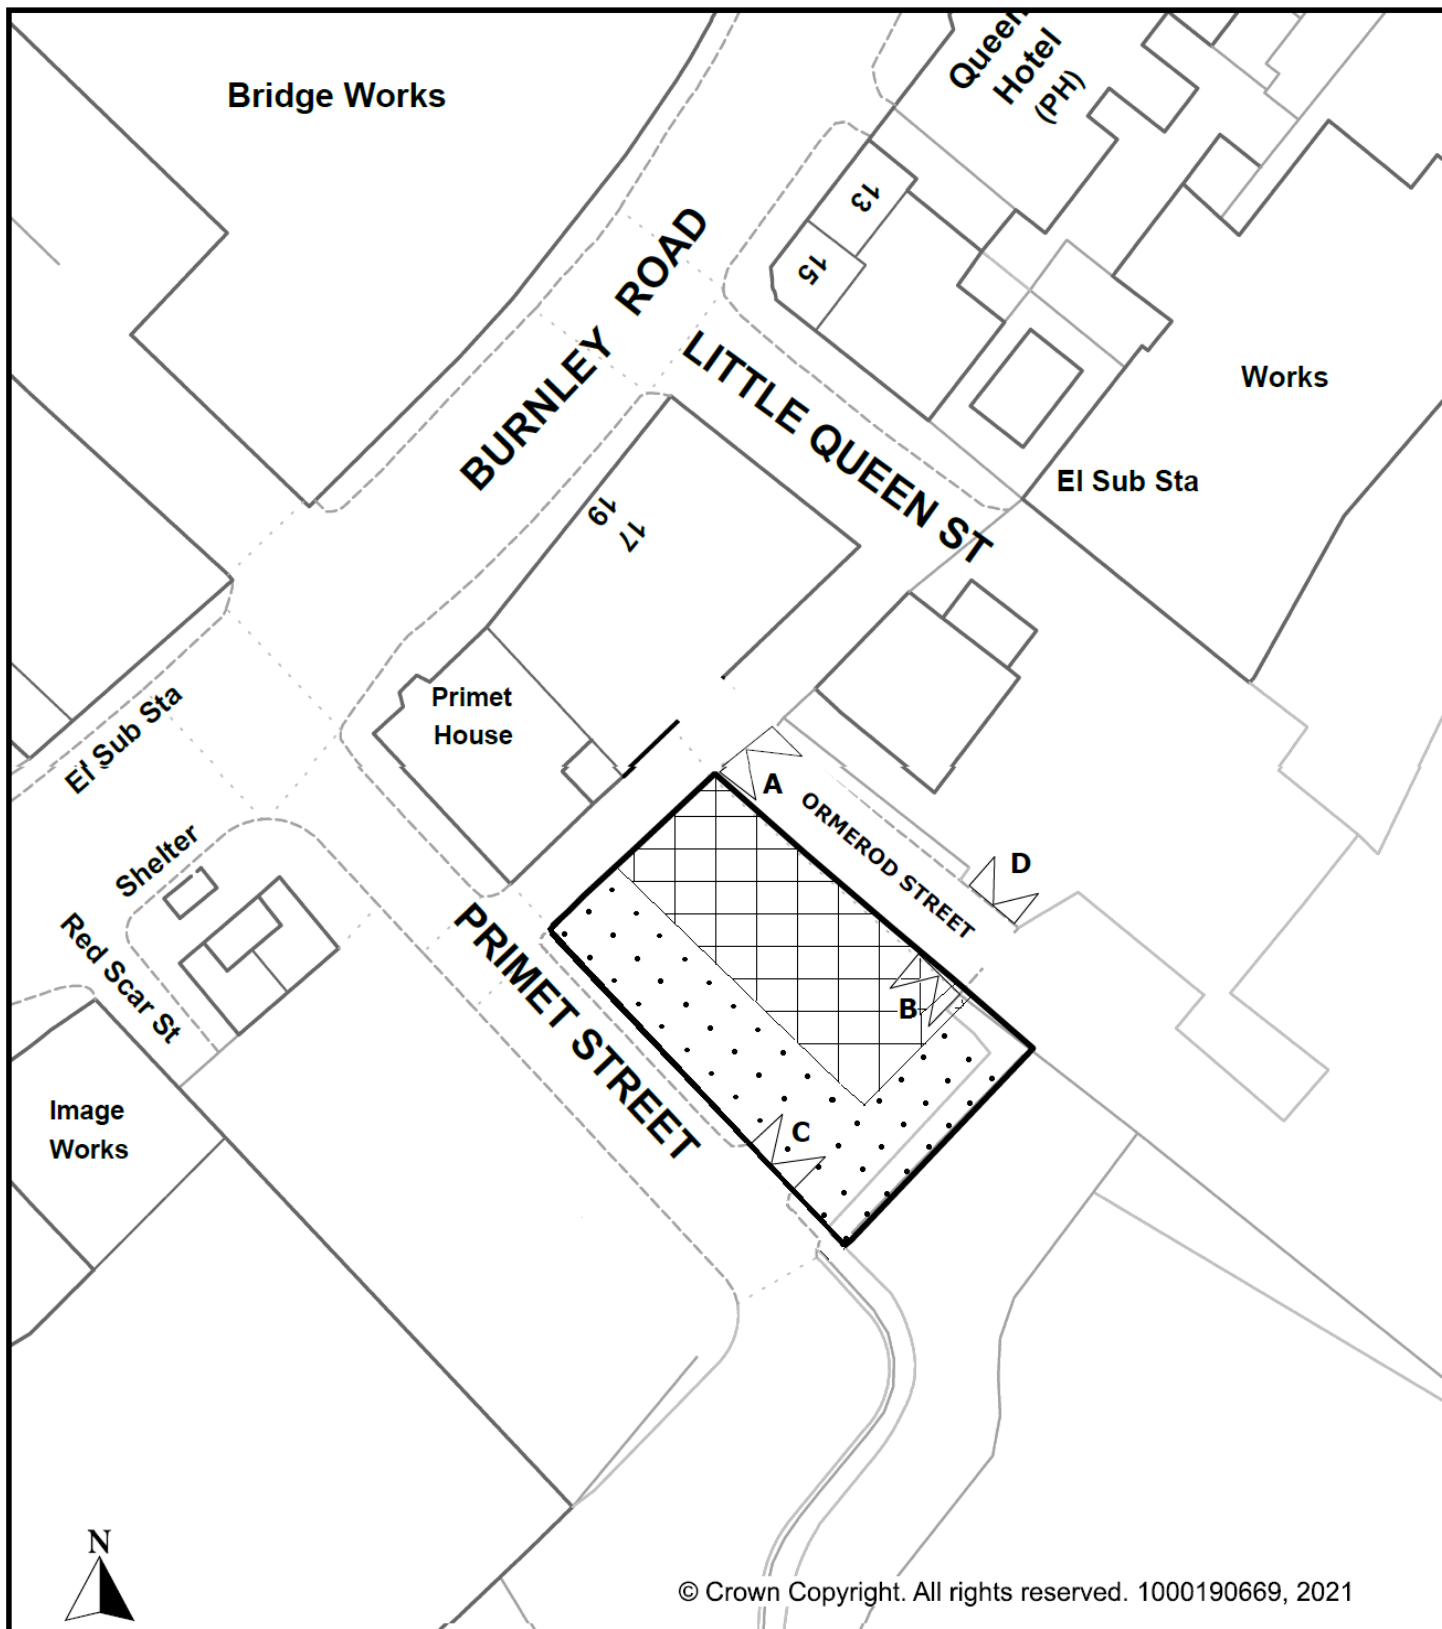 Queen
Hotel
(PH)
Bridge Works
13
15
BURNLEY ROAD
LITTLE QUEEN ST
Works
El Sub Sta
19
17
Primet
House
El Sub Sta
A
ORMEROD STREET
D
Shelter
Red Scar St
PRIMET STREET
B
Image
Works
C
N
© Crown Copyright. All rights reserved. 1000190669, 2021